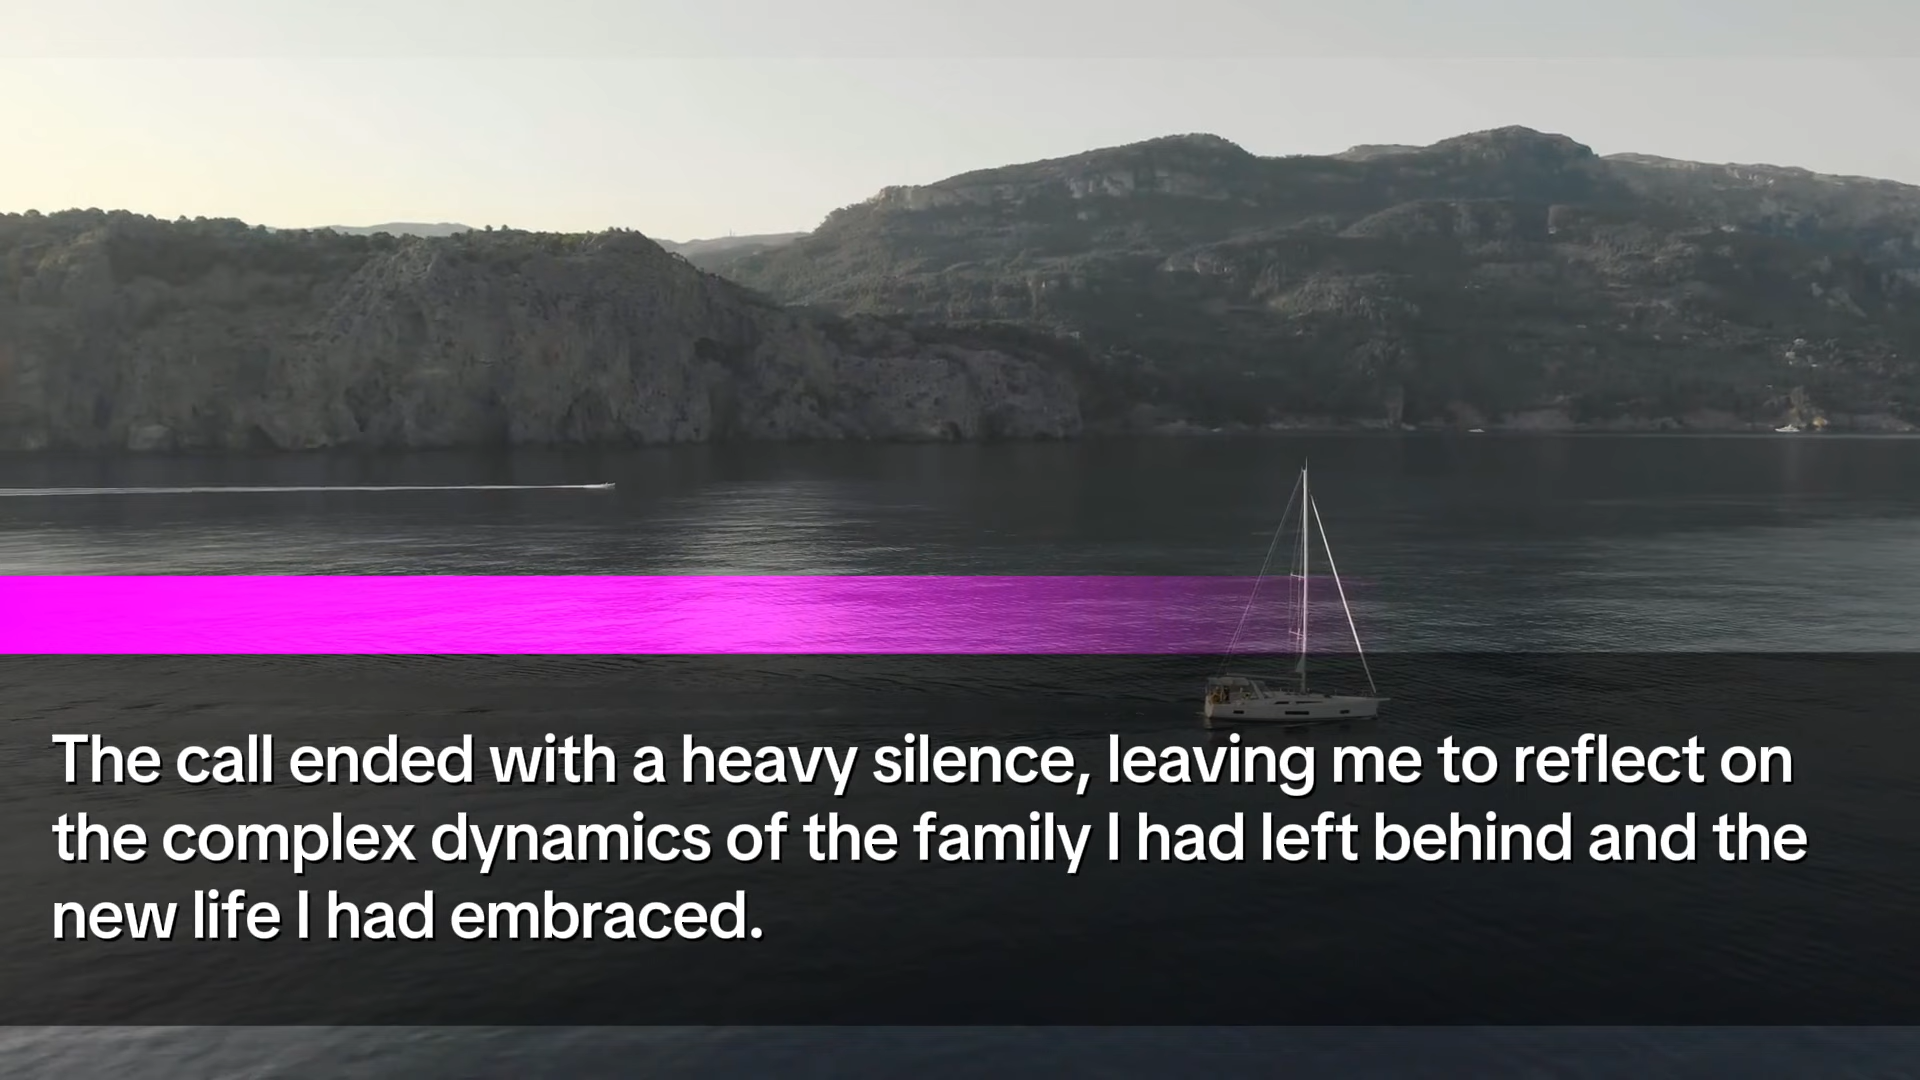 The call ended with a heavy silence, leaving me to reflect on
the complex dynamics of the family I had left behind and the
new life I had embraced.